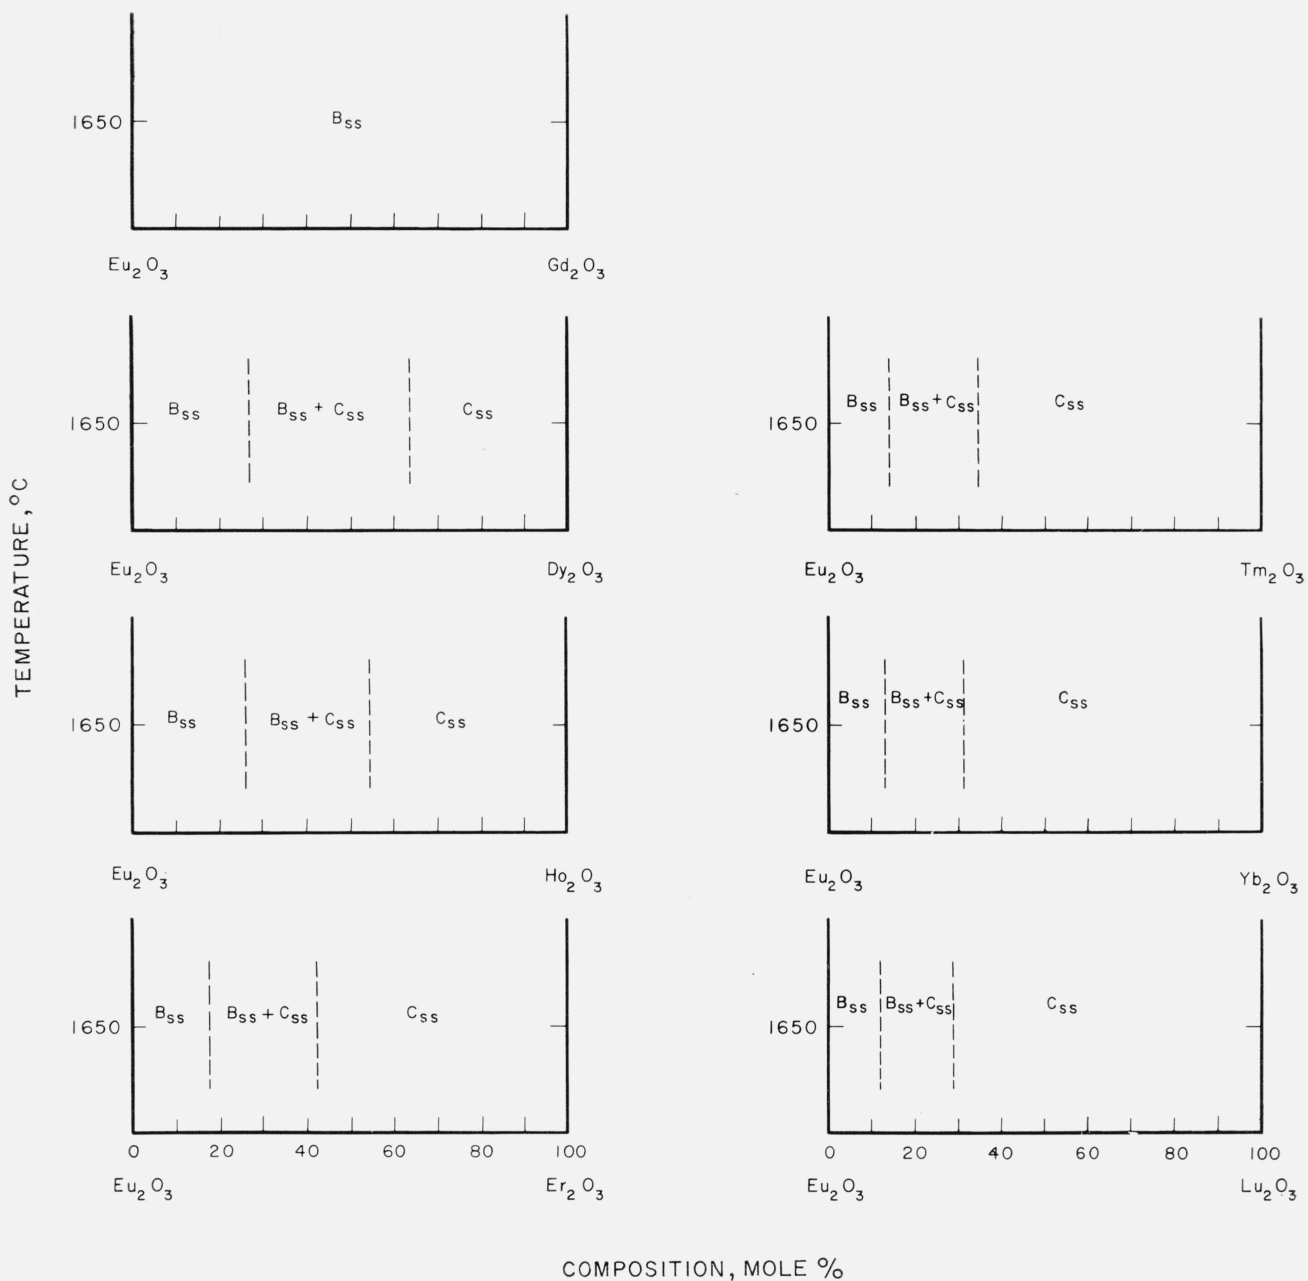 TEMPERATURE, °C
1650
Bss
Eu2O3 Gd2O3
1650
Bss Bss + Css Css
Eu2O3 Dy2O3
1650
Bss Bss + Css Css
Eu2O3 Tm2O3
1650
Bss Bss + Css Css
Eu2O3 Ho2O3
1650
Bss Bss + Css Css
Eu2O3 Yb2O3
1650
Bss Bss + Css Css
0 20 40 60 80 100
Eu2O3 Er2O3
1650
Bss Bss + Css Css
0 20 40 60 80 100
Eu2O3 Lu2O3
COMPOSITION, MOLE %